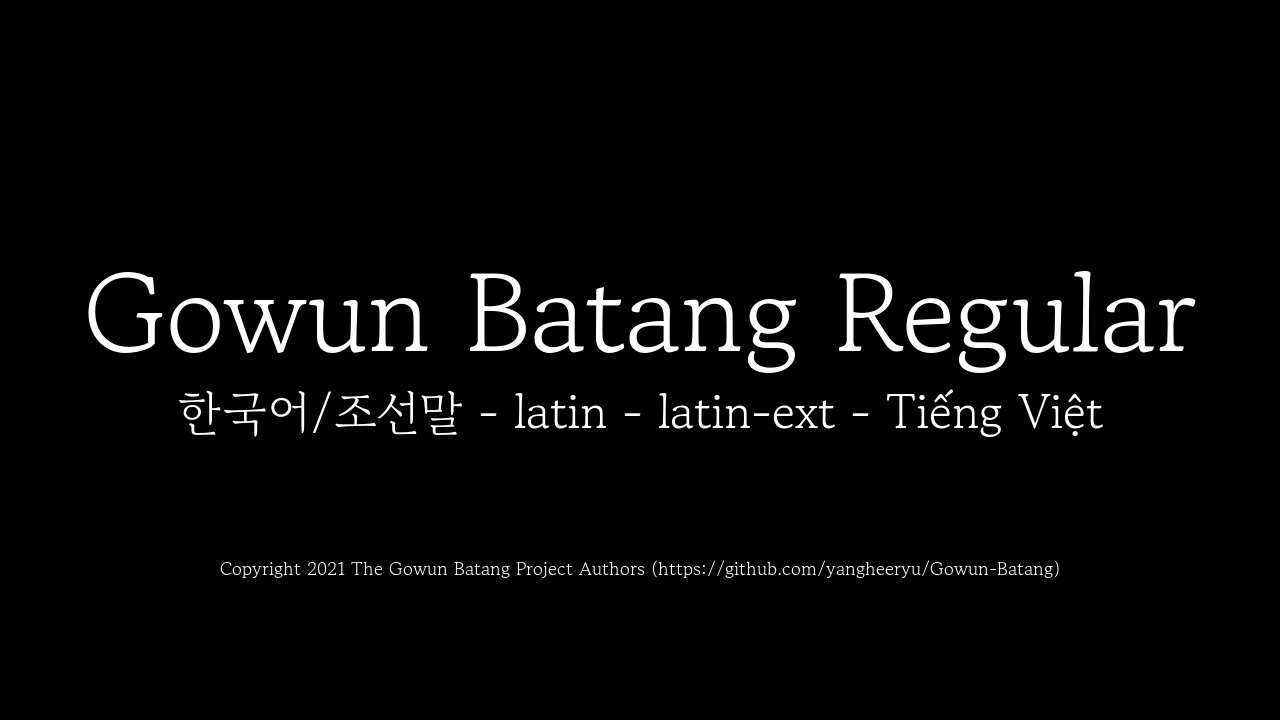 Gowun Batang Regular
한국어/조선말 - latin - latin-ext - Tiếng Việt
Copyright 2021 The Gowun Batang Project Authors (https://github.com/yangheeryu/Gowun-Batang)